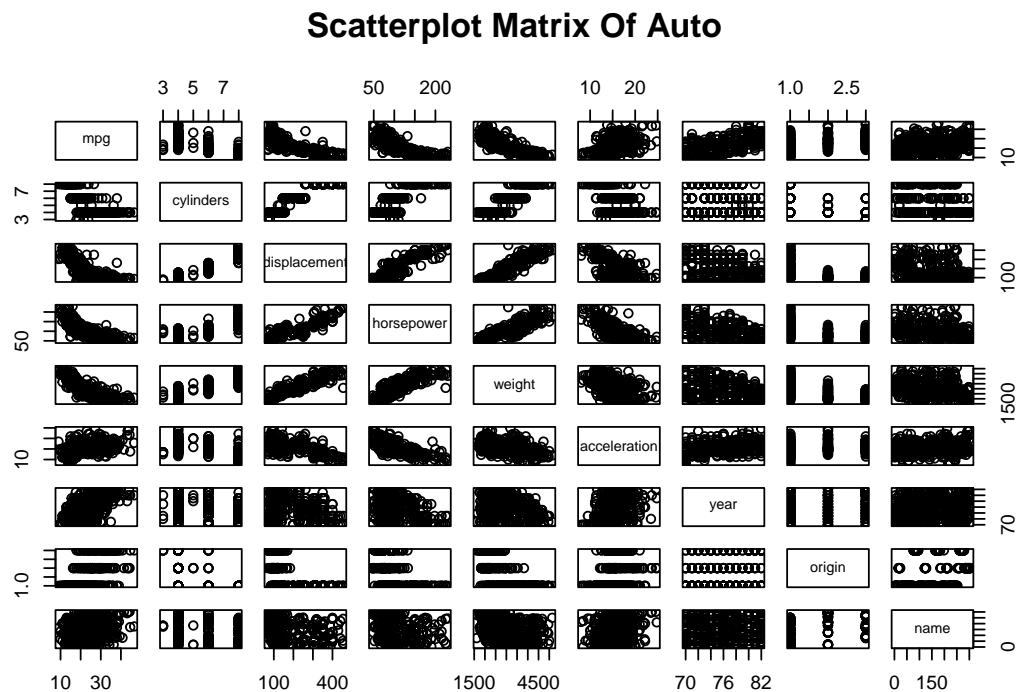 Scatterplot Matrix Of Auto
3 5 7 50 200 10 20 1.0 2.5
mpg 10
3 7 cylinders
displacement 100
50 horsepower
weight 1500
10 acceleration
year 70
1.0 origin
name 0
10 30 100 400 1500 4500 70 76 82 0 150